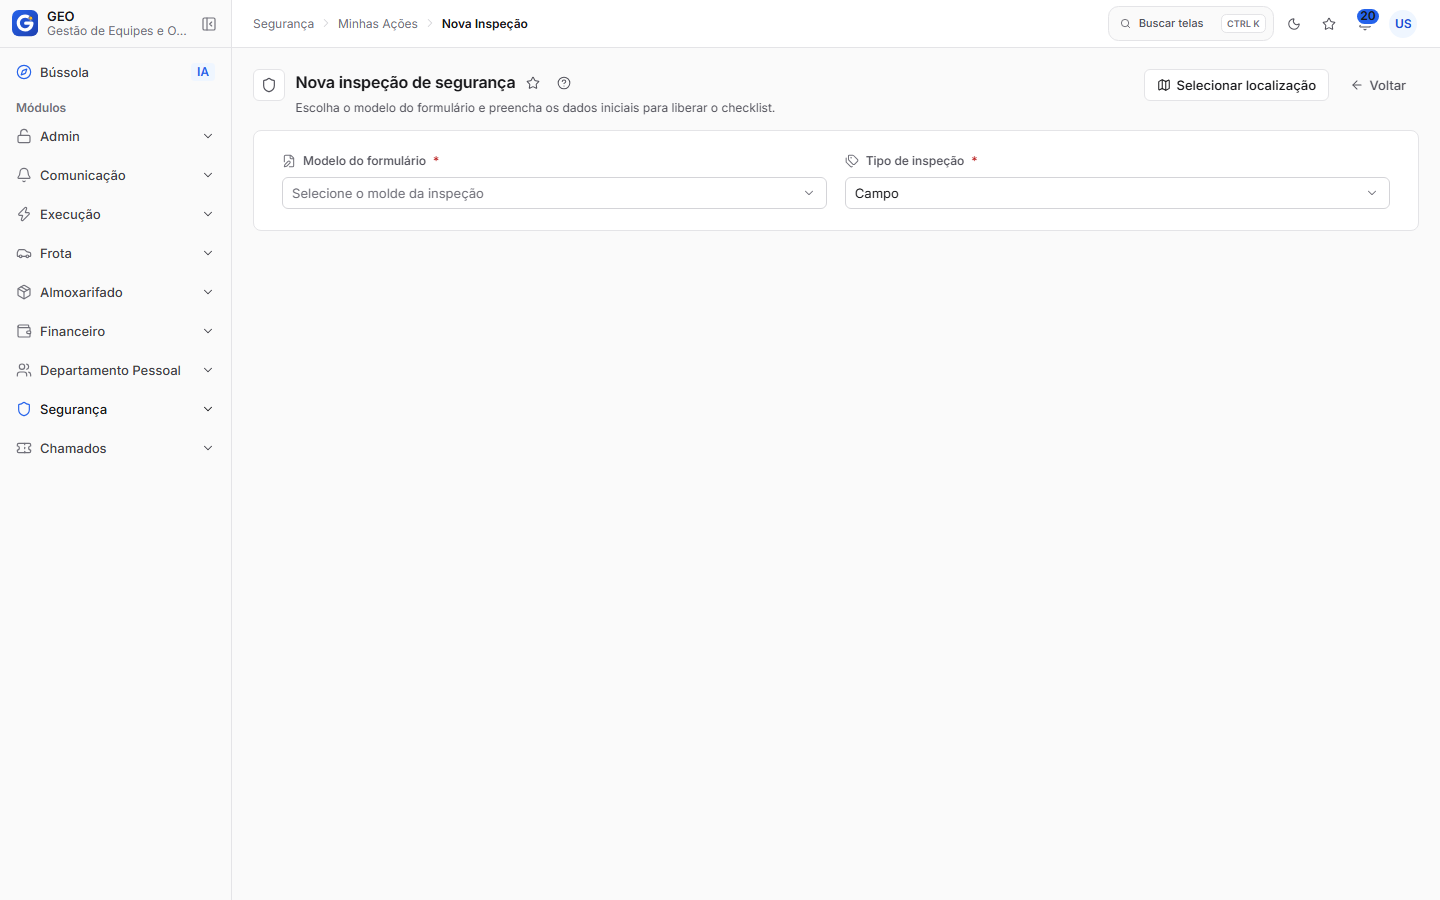 GEO
Gestão de Equipes e O...
Segurança
Minhas Ações
Nova Inspeção
Buscar telas
CTRL K
20
US
Bússola
IA
Módulos
Admin
Comunicação
Execução
Frota
Almoxarifado
Financeiro
Departamento Pessoal
Segurança
Chamados
Nova inspeção de segurança
Escolha o modelo do formulário e preencha os dados iniciais para liberar o checklist.
Selecionar localização
Voltar
Modelo do formulário *
Selecione o molde da inspeção
Tipo de inspeção *
Campo